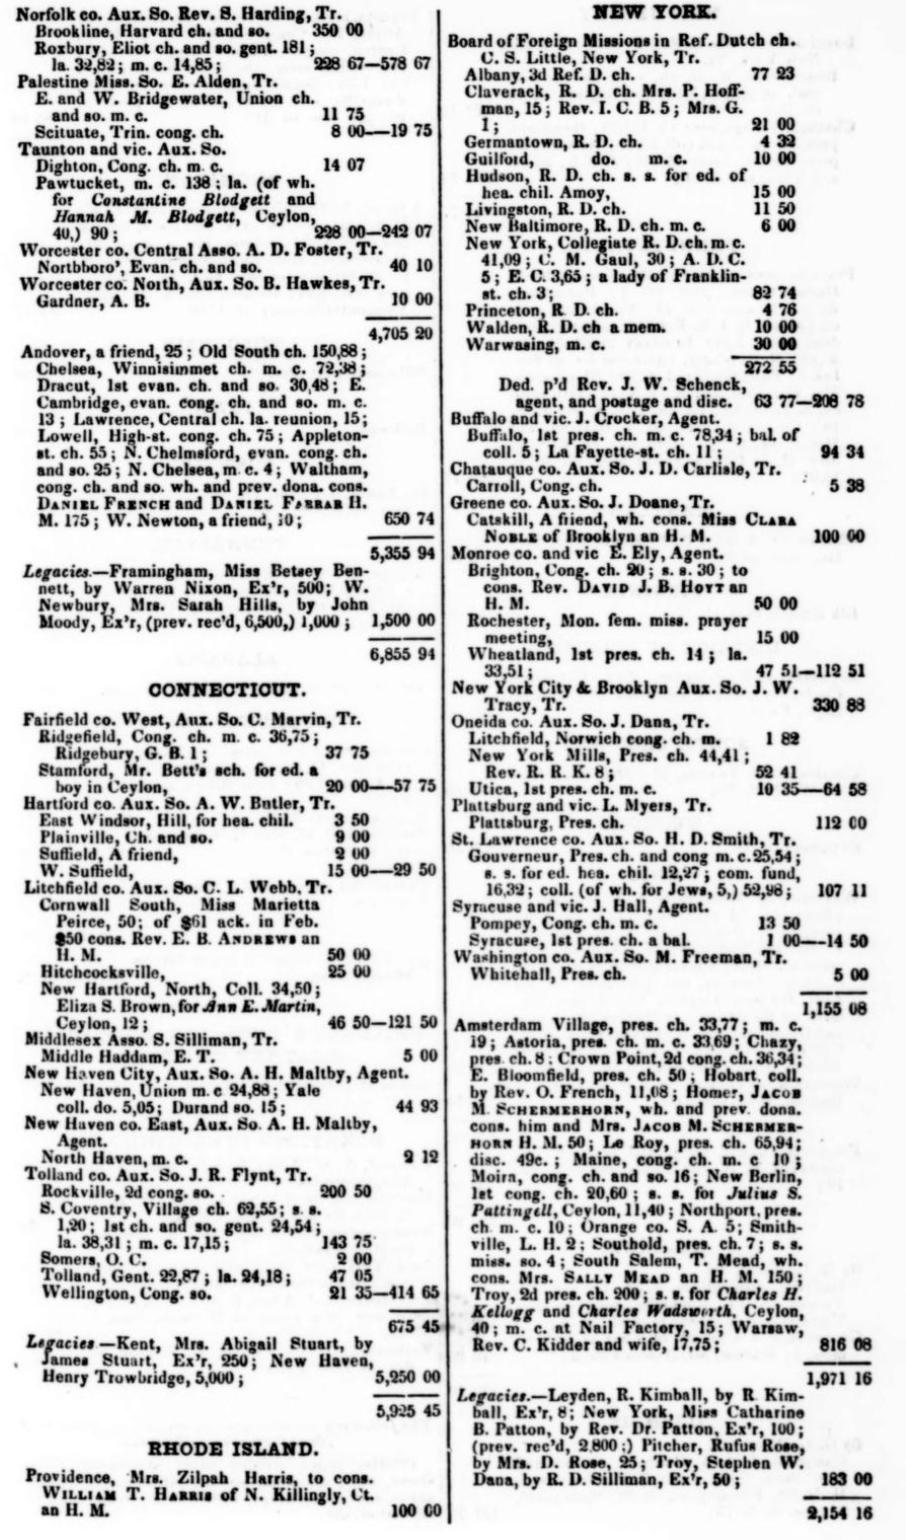 Norfolk co. Aux. So. Rev. S. Harding, Tr.
Brookline, Harvard ch. and so. 350 00
Roxbury, Eliot ch. and so. gent. 181;
la. 32,82; m. c. 14,85; 228 67—578 67
Palestine Miss. So. E. Alden, Tr.
E. and W. Bridgewater, Union ch.
and so. m. c. 11 75
Scituate, Trin. cong. ch. 8 00—19 75
Taunton and vic. Aux. So.
Dighton, Cong. ch. m. c. 14 07
Pawtucket, m. c. 138; la. (of wh.
for Constantine Blodgett and
Hannah M. Blodgett, Ceylon,
40,) 90; 228 00—242 07
Worcester co. Central Asso. A. D. Foster, Tr.
Northboro', Evan. ch. and so. 40 10
Worcester co. North, Aux. So. B. Hawkes, Tr.
Gardner, A. B. 10 00
4,705 20
Andover, a friend, 25; Old South ch. 150,88;
Chelsea, Winnisimmet ch. m. c. 72,38;
Dracut, 1st evan. ch. and so. 30,48; E.
Cambridge, evan. cong. ch. and so. m. c.
13; Lawrence, Central ch. la. reunion, 15;
Lowell, High-st. cong. ch. 75; Appleton-
st. ch. 55; N. Chelmsford, evan. cong. ch.
and so. 25; N. Chelsea, m c. 4; Waltham,
cong. ch. and so. wh. and prev. dona. cons.
DANIEL FRENCH and DANIEL FARRAR H.
M. 175; W. Newton, a friend, 10; 650 74
5,355 94
Legacies.—Framingham, Miss Betsey Ben-
nett, by Warren Nixon, Ex'r, 500; W.
Newbury, Mrs. Sarah Hills, by John
Moody, Ex'r, (prev. rec'd, 6,500,) 1,000; 1,500 00
6,855 94
CONNECTICUT.
Fairfield co. West, Aux. So. C. Marvin, Tr.
Ridgefield, Cong. ch. m. c. 36,75;
Ridgebury, G. B. 1; 37 75
Stamford, Mr. Bett's sch. for ed. a
boy in Ceylon, 20 00—57 75
Hartford co. Aux. So. A. W. Butler, Tr.
East Windsor, Hill, for hea. chil. 3 50
Plainville, Ch. and so. 9 00
Suffield, A friend, 2 00
W. Suffield, 15 00—29 50
Litchfield co. Aux. So. C. L. Webb, Tr.
Cornwall South, Miss Marietta
Peirce, 50; of $61 ack. in Feb.
$50 cons. Rev. E. B. ANDREWS an
H. M. 50 00
Hitchcocksville, 25 00
New Hartford, North, Coll. 34,50;
Eliza S. Brown, for Ann E. Martin,
Ceylon, 12; 46 50—121 50
Middlesex Asso. S. Silliman, Tr.
Middle Haddam, E. T. 5 00
New Haven City, Aux. So. A. H. Maltby, Agent.
New Haven, Union m. c 24,88; Yale
coll. do. 5,05; Durand so. 15; 44 93
New Haven co. East, Aux. So. A. H. Maltby,
Agent.
North Haven, m. c. 2 12
Tolland co. Aux. So. J. R. Flynt, Tr.
Rockville, 2d cong. so. 200 50
S. Coventry, Village ch. 62,55; s. s.
1,20; 1st ch. and so. gent. 24,54;
la. 38,31; m. c. 17,15; 143 75
Somers, O. C. 2 00
Tolland, Gent. 22,87; la. 24,18; 47 05
Wellington, Cong. so. 21 35—414 65
675 45
Legacies.—Kent, Mrs. Abigail Stuart, by
James Stuart, Ex'r, 250; New Haven,
Henry Trowbridge, 5,000; 5,250 00
5,925 45
RHODE ISLAND.
Providence, Mrs. Zilpah Harris, to cons.
WILLIAM T. HARRIS of N. Killingly, Ct.
an H. M. 100 00
NEW YORK.
Board of Foreign Missions in Ref. Dutch ch.
C. S. Little, New York, Tr.
Albany, 3d Ref. D. ch. 77 23
Claverack, R. D. ch. Mrs. P. Hoff-
man, 15; Rev. I. C. B. 5; Mrs. G.
1; 21 00
Germantown, R. D. ch. 4 32
Guilford, do. m. c. 10 00
Hudson, R. D. ch. s. s. for ed. of
hea. chil. Amoy, 15 00
Livingston, R. D. ch. 11 50
New Baltimore, R. D. ch. m. c. 6 00
New York, Collegiate R. D. ch. m. c.
41,09; C. M. Gaul, 30; A. D. C.
5; E. C. 3,65; a lady of Franklin-
st. ch. 3; 82 74
Princeton, R. D. ch. 4 76
Walden, R. D. ch a mem. 10 00
Warwasing, m. c. 30 00
272 55
Ded. p'd Rev. J. W. Schenck,
agent, and postage and disc. 63 77—208 78
Buffalo and vic. J. Crocker, Agent.
Buffalo, 1st pres. ch. m. c. 78,34; bal. of
coll. 5; La Fayette-st. ch. 11; 94 34
Chatauque co. Aux. So. J. D. Carlisle, Tr.
Carroll, Cong. ch. 5 38
Greene co. Aux. So. J. Doane, Tr.
Catskill, A friend, wh. cons. Miss CLARA
NOBLE of Brooklyn an H. M. 100 00
Monroe co. and vic E. Ely, Agent.
Brighton, Cong. ch. 20; s. s. 30; to
cons. Rev. DAVID J. B. HOYT an
H. M. 50 00
Rochester, Mon. fem. miss. prayer
meeting, 15 00
Wheatland, 1st pres. ch. 14; la.
33,51; 47 51—112 51
New York City & Brooklyn Aux. So. J. W.
Tracy, Tr. 330 88
Oneida co. Aux. So. J. Dana, Tr.
Litchfield, Norwich cong. ch. m. 1 82
New York Mills, Pres. ch. 44,41;
Rev. R. R. K. 8; 52 41
Utica, 1st pres. ch. m. c. 10 35—64 58
Plattsburg and vic. L. Myers, Tr.
Plattsburg, Pres. ch. 112 00
St. Lawrence co. Aux. So. H. D. Smith, Tr.
Gouverneur, Pres. ch. and cong m. c. 25,54;
s. s. for ed. hea. chil. 12,27; com. fund,
16,32; coll. (of wh. for Jews, 5,) 52,98; 107 11
Syracuse and vic. J. Hall, Agent.
Pompey, Cong. ch. m. c. 13 50
Syracuse, 1st pres. ch. a bal. 1 00—14 50
Washington co. Aux. So. M. Freeman, Tr.
Whitehall, Pres. ch. 5 00
1,155 08
Amsterdam Village, pres. ch. 33,77; m. c.
19; Astoria, pres. ch. m. c. 33,69; Chazy,
pres ch. 8; Crown Point, 2d cong. ch. 36,34;
E. Bloomfield, pres. ch. 50; Hobart, coll.
by Rev. O. French, 11,08; Homer, JACOB
M. SCHERMERHORN, wh. and prev. dona.
cons. him and Mrs. JACOB M. SCHERMER-
HORN H. M. 50; Le Roy, pres. ch. 65,94;
disc. 49c.; Maine, cong. ch. m. c 10;
Moira, cong. ch. and so. 16; New Berlin,
1st cong. ch. 20,60; s. s. for Julius S.
Pattingell, Ceylon, 11,40; Northport, pres.
ch. m. c. 10; Orange co. S. A. 5; Smith-
ville, L. H. 2; Southold, pres. ch. 7; s. s.
miss. so. 4; South Salem, T. Mead, wh.
cons. Mrs. SALLY MEAD an H. M. 150;
Troy, 2d pres. ch. 200; s. s. for Charles H.
Kellogg and Charles Wadsworth, Ceylon,
40; m. c. at Nail Factory, 15; Warsaw,
Rev. C. Kidder and wife, 17,75; 816 08
1,971 16
Legacies.—Leyden, R. Kimball, by R Kim-
ball, Ex'r, 8; New York, Miss Catharine
B. Patton, by Rev. Dr. Patton, Ex'r, 100;
(prev. rec'd, 2,800;) Pitcher, Rufus Rose,
by Mrs. D. Rose, 25; Troy, Stephen W.
Dana, by R. D. Silliman, Ex'r, 50; 183 00
2,154 16